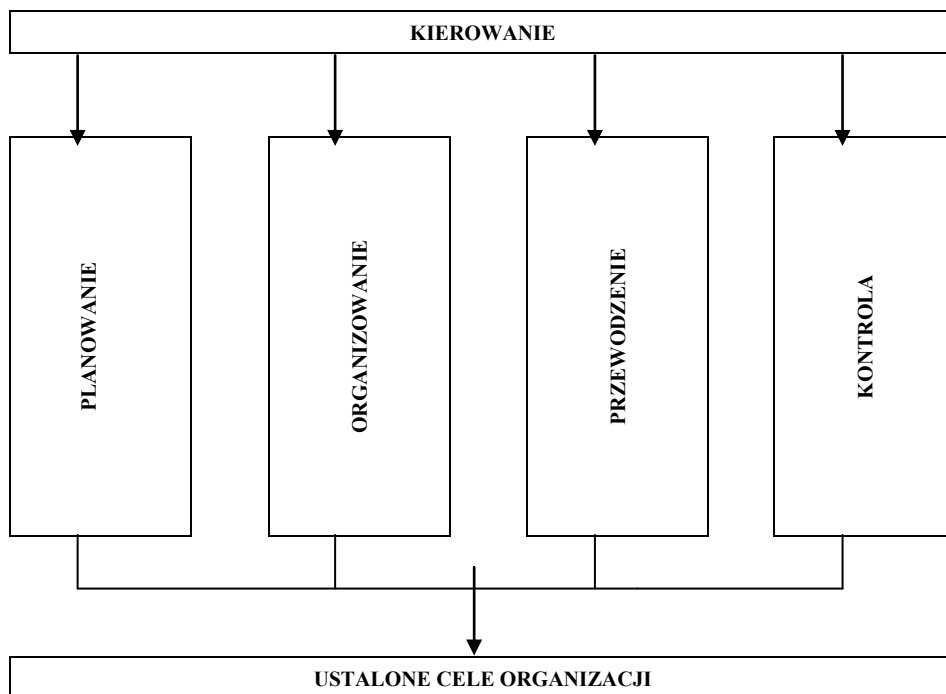 KIEROWANIE
PLANOWANIE
ORGANIZOWANIE
PRZEWODZENIE
KONTROLA
USTALONE CELE ORGANIZACJI